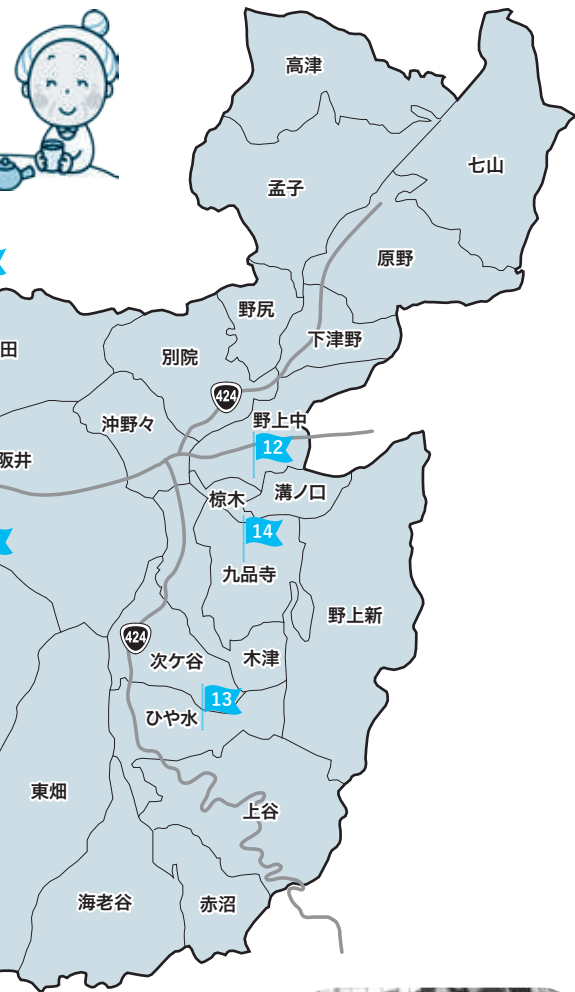 高津
七山
孟子
原野
野尻
下津野
田
別院
424
沖野々
野上中
12
阪井
椋木
溝ノ口
14
九品寺
野上新
424
次ケ谷
木津
13
ひや水
東畑
上谷
海老谷
赤沼